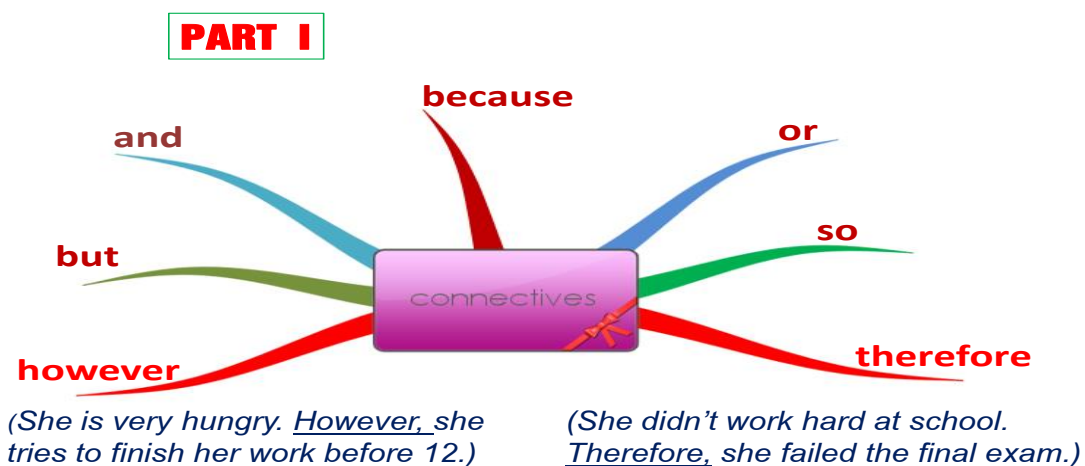 PART I
because
and
or
but
so
connectives
however
therefore
(She is very hungry. However, she
tries to finish her work before 12.)
(She didn't work hard at school.
Therefore, she failed the final exam.)